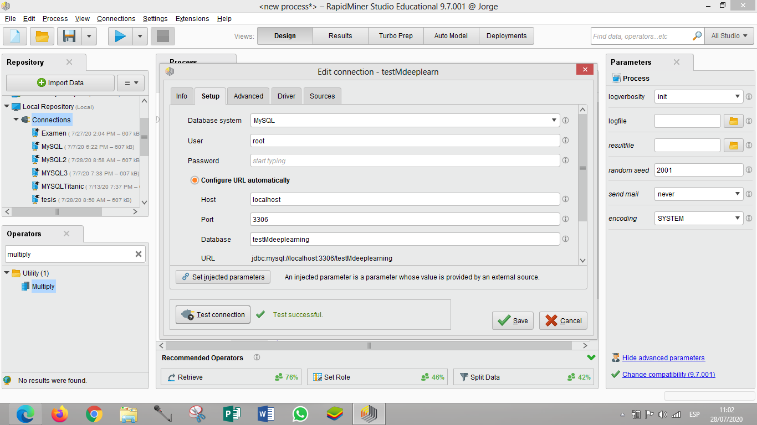 <new process*> – RapidMiner Studio Educational 9.7.001 @ Jorge
File Edit Process View Connections Settings Extensions Help
Views: Design Results Turbo Prep Auto Model Deployments Find data, operators...etc All Studio
Repository
Import Data
Local Repository (Local)
Connections
Examen ( 7/27/20 2:04 PM – 607 kB
MySQL ( 7/7/20 6:22 PM – 607 kB)
MySQL2 ( 7/28/20 8:58 AM – 607 kB
MYSQL3 ( 7/7/20 7:38 PM – 607 kB)
MYSQLTitanic ( 7/13/20 7:37 PM –
tesis ( 7/28/20 8:58 AM – 607 kB)
Operators
multiply
Utility (1)
Multiply
No results were found.
Process
Edit connection - testMdeeplearn
Info Setup Advanced Driver Sources
Database system MySQL
User root
Password start typing
Configure URL automatically
Host localhost
Port 3306
Database testMdeeplearning
URL jdbc:mysql://localhost:3306/testMdeeplearning
Set injected parameters An injected parameter is a parameter whose value is provided by an external source.
Test connection Test successful.
Save Cancel
Recommended Operators
Retrieve 76% Set Role 46% Split Data 42%
Parameters
Process
logverbosity init
logfile
resultfile
random seed 2001
send mail never
encoding SYSTEM
Hide advanced parameters
Change compatibility (9.7.001)
ESP
11:02
28/07/2020